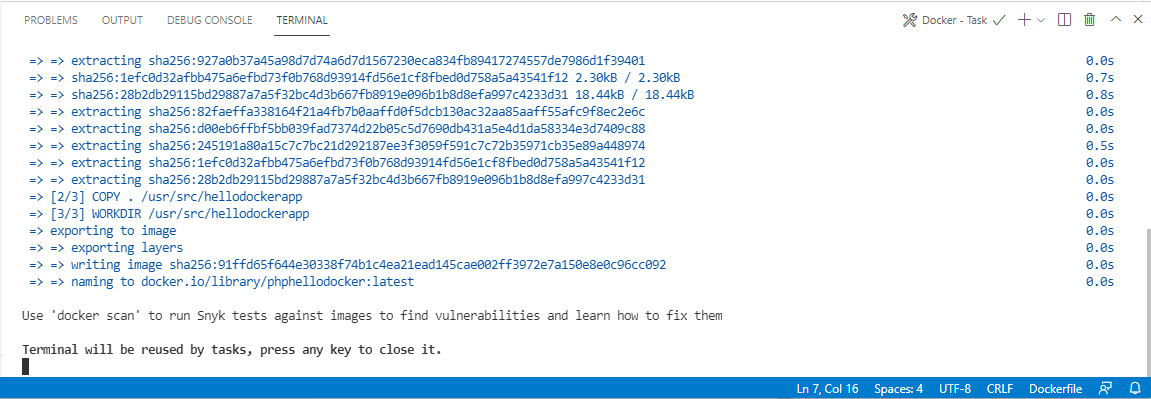 PROBLEMS OUTPUT DEBUG CONSOLE TERMINAL Docker - Task
=> => extracting sha256:927a0b37a45a98d7d74a6d7d1567230eca834fb89417274557de7986d1f39401 0.0s
=> => sha256:1efc0d32afbb475a6efbd73f0b768d93914fd56e1cf8fbed0d758a5a43541f12 2.30kB / 2.30kB 0.7s
=> => sha256:28b2db29115bd29887a7a5f32bc4d3b667fb8919e096b1b8d8efa997c4233d31 18.44kB / 18.44kB 0.8s
=> => extracting sha256:82faeffa338164f21a4fb7b0aaffd0f5dcb130ac32aa85aaff55afc9f8ec2e6c 0.0s
=> => extracting sha256:d00eb6ffbf5bb039fad7374d22b05c5d7690db431a5e4d1da58334e3d7409c88 0.0s
=> => extracting sha256:245191a80a15c7c7bc21d292187ee3f3059f591c7c72b35971cb35e89a448974 0.5s
=> => extracting sha256:1efc0d32afbb475a6efbd73f0b768d93914fd56e1cf8fbed0d758a5a43541f12 0.0s
=> => extracting sha256:28b2db29115bd29887a7a5f32bc4d3b667fb8919e096b1b8d8efa997c4233d31 0.0s
=> [2/3] COPY . /usr/src/hellodockerapp 0.0s
=> [3/3] WORKDIR /usr/src/hellodockerapp 0.0s
=> exporting to image 0.0s
=> => exporting layers 0.0s
=> => writing image sha256:91ffd65f644e30338f74b1c4ea21ead145cae002ff3972e7a150e8e0c96cc092 0.0s
=> => naming to docker.io/library/phphellodocker:latest 0.0s
Use 'docker scan' to run Snyk tests against images to find vulnerabilities and learn how to fix them
Terminal will be reused by tasks, press any key to close it.
Ln 7, Col 16 Spaces: 4 UTF-8 CRLF Dockerfile